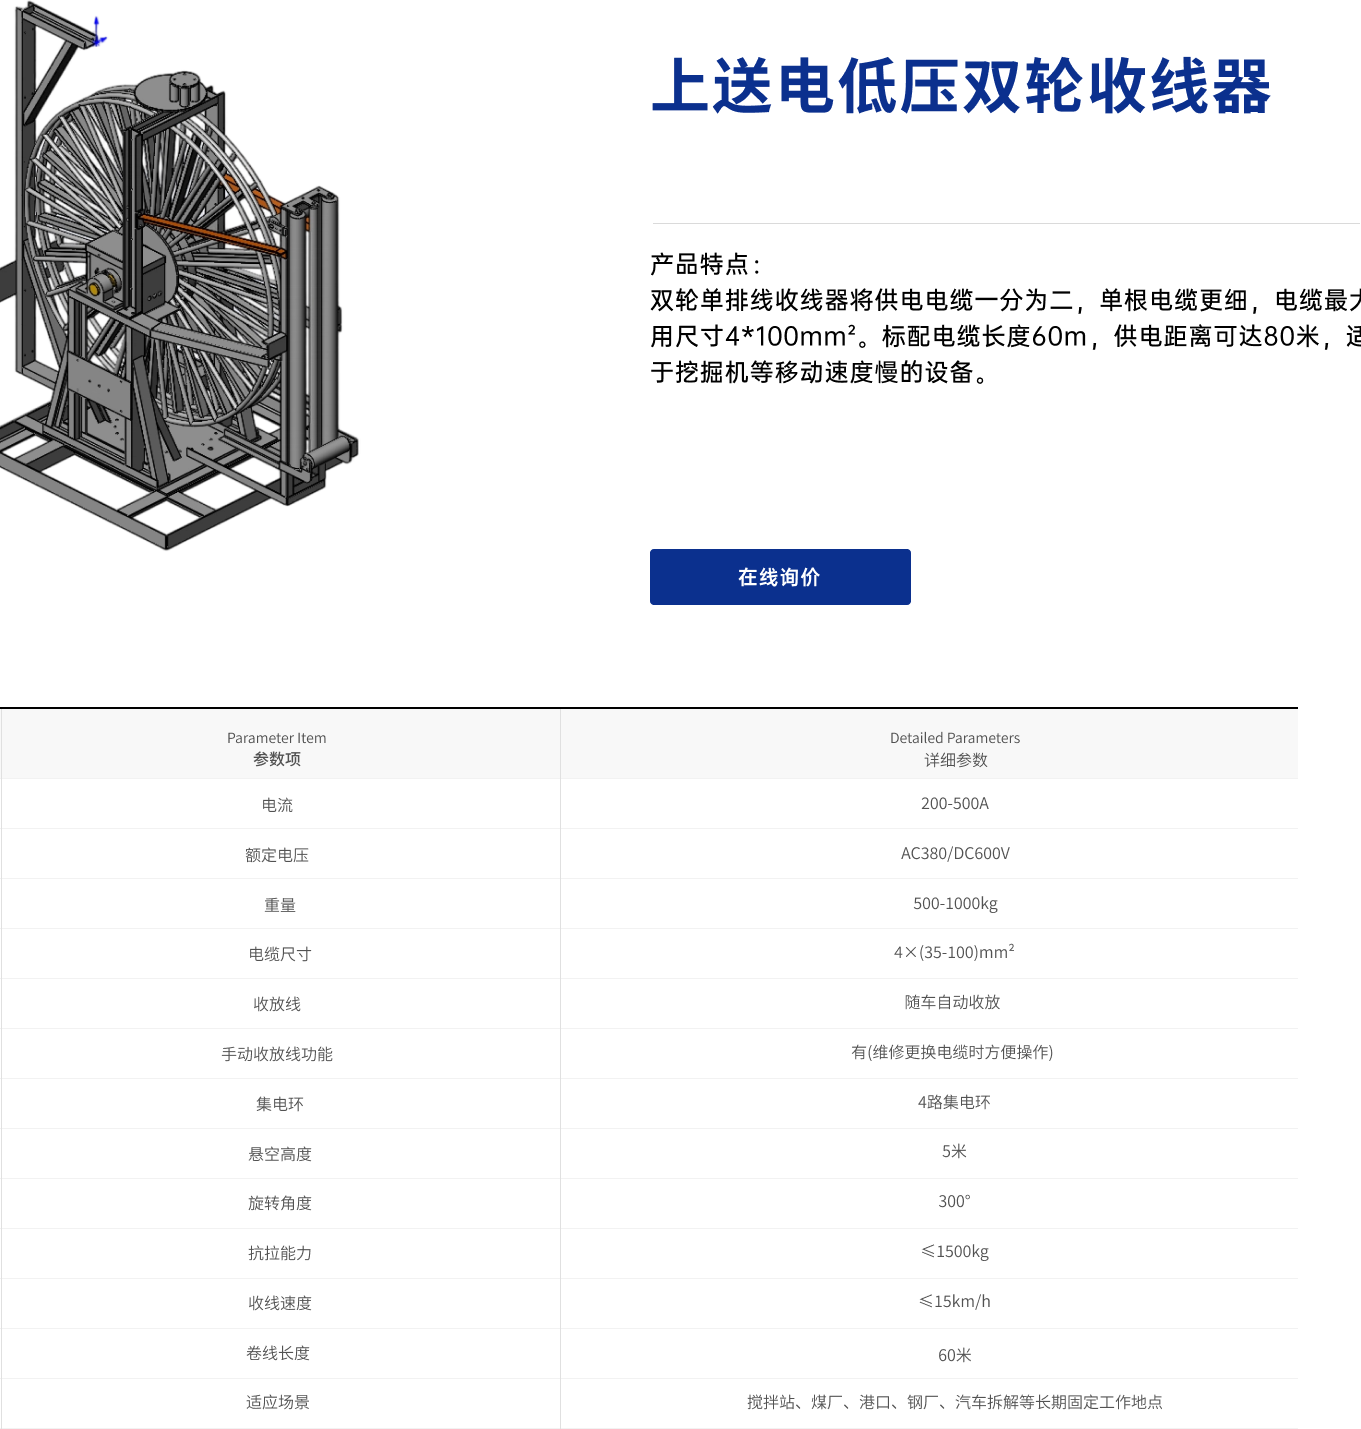 上送电低压双轮收线器
产品特点：
双轮单排线收线器将供电电缆一分为二，单根电缆更细，电缆最大
用尺寸4*100mm²。标配电缆长度60m，供电距离可达80米，适
于挖掘机等移动速度慢的设备。
在线询价
Parameter Item
参数项
Detailed Parameters
详细参数
电流
200-500A
额定电压
AC380/DC600V
重量
500-1000kg
电缆尺寸
4×(35-100)mm²
收放线
随车自动收放
手动收放线功能
有(维修更换电缆时方便操作)
集电环
4路集电环
悬空高度
5米
旋转角度
300°
抗拉能力
≤1500kg
收线速度
≤15km/h
卷线长度
60米
适应场景
搅拌站、煤厂、港口、钢厂、汽车拆解等长期固定工作地点